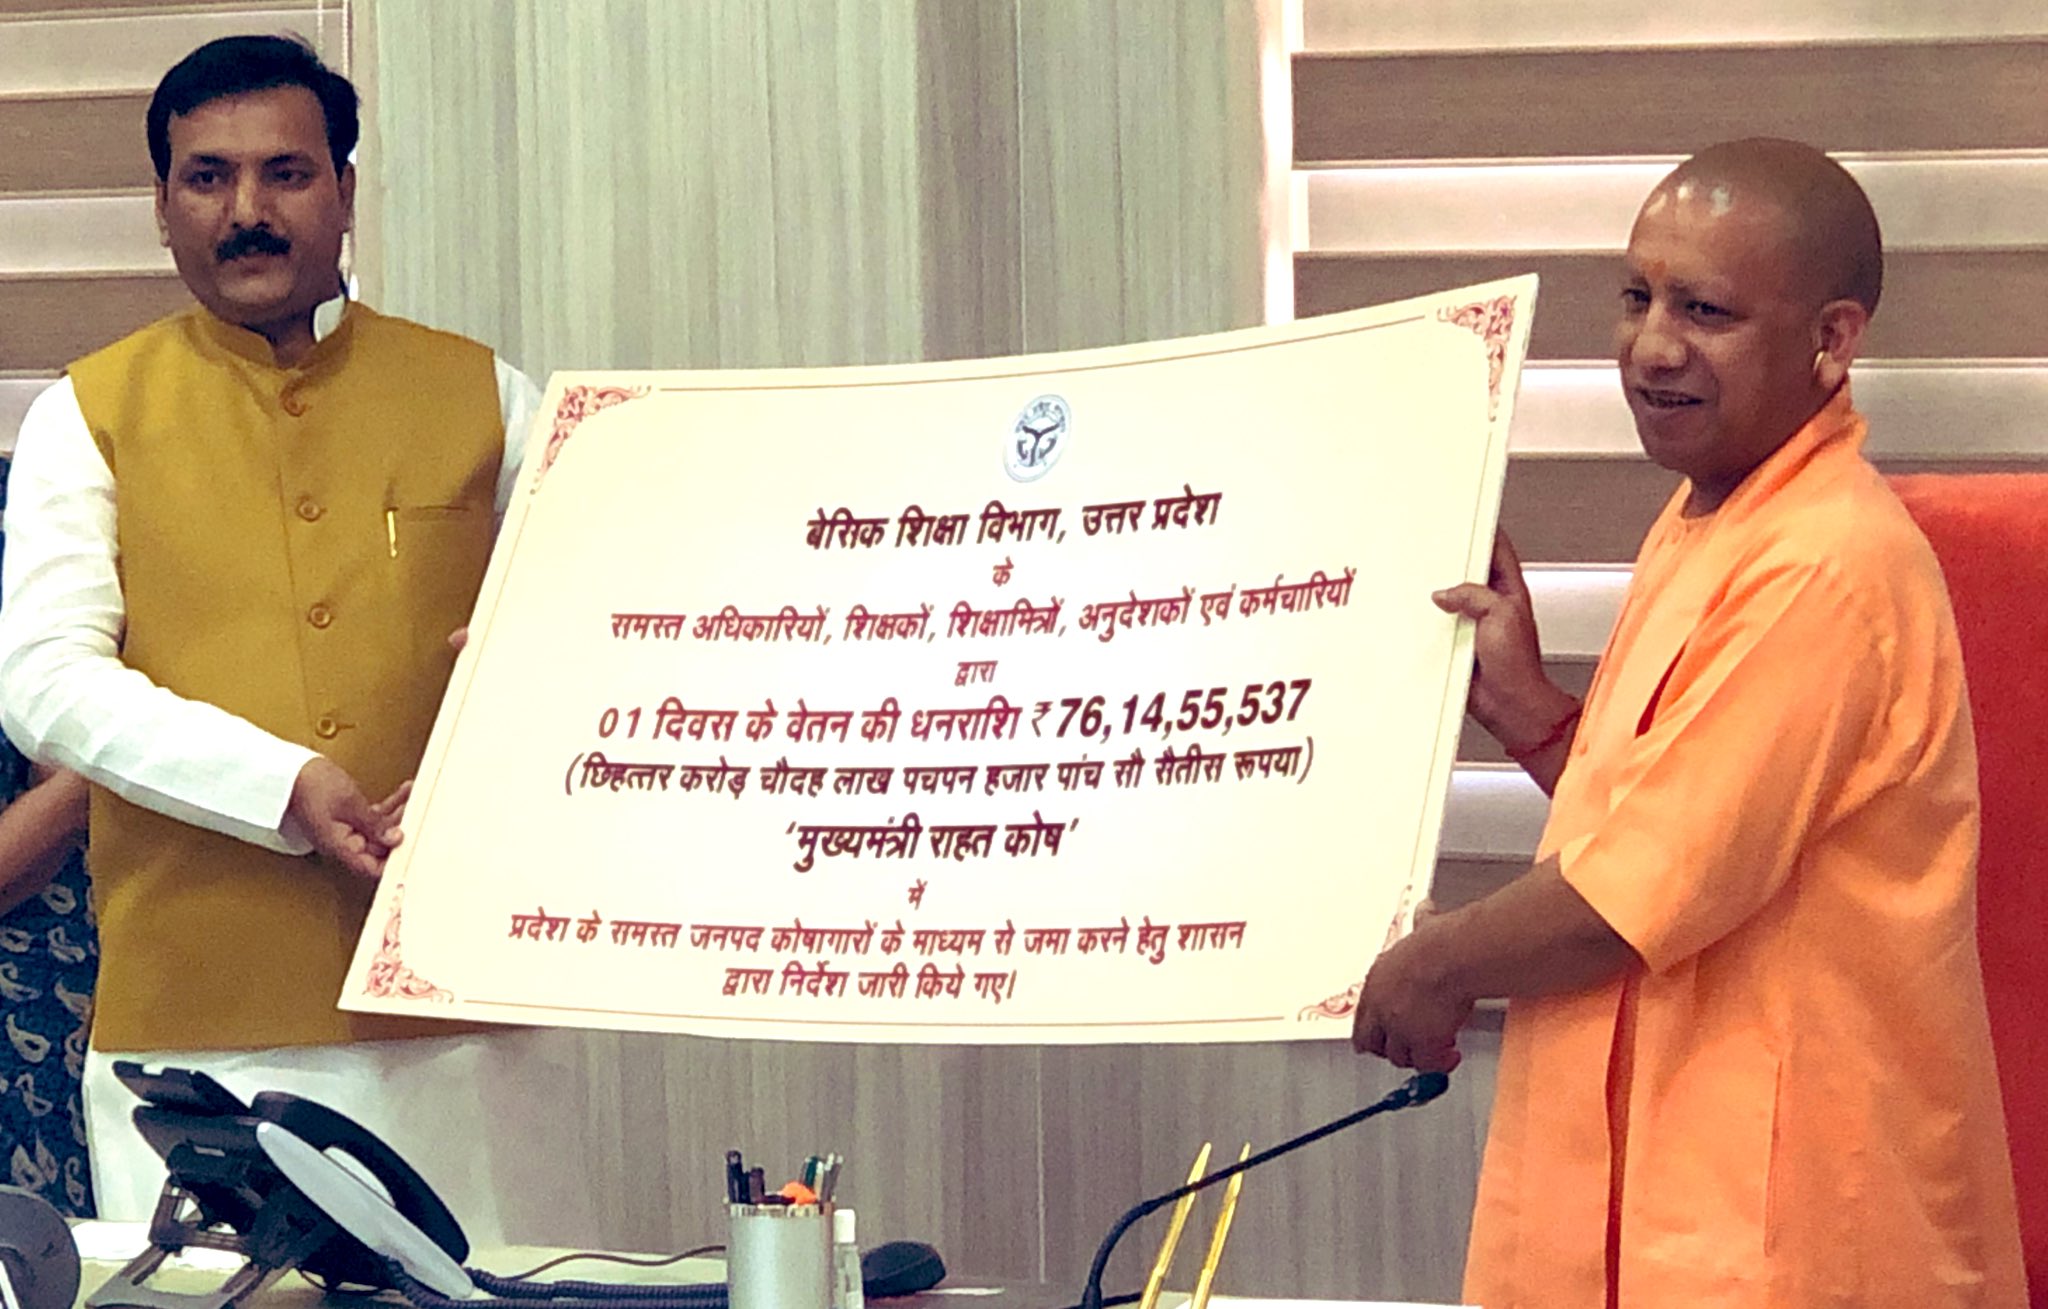 बेसिक शिक्षा विभाग, उत्तर प्रदेश
के
समस्त अधिकारियों, शिक्षकों, शिक्षामित्रों, अनुदेशकों एवं कर्मचारियों
द्वारा
01 दिवस के वेतन की धनराशि ₹ 76,14,55,537
(छिहत्तर करोड़ चौदह लाख पचपन हजार पांच सौ सैतीस रूपया)
‘मुख्यमंत्री राहत कोष’
में
प्रदेश के समस्त जनपद कोषागारों के माध्यम से जमा करने हेतु शासन
द्वारा निर्देश जारी किये गए।